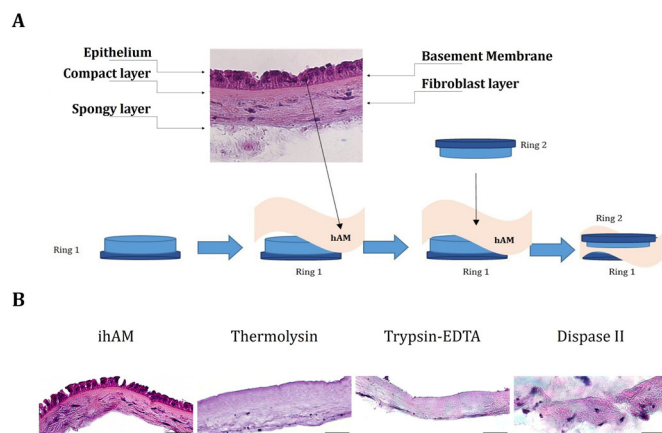 A
Epithelium
Compact layer
Spongy layer
Basement Membrane
Fibroblast layer
Ring 2
Ring 1
hAM
Ring 1
hAM
Ring 1
Ring 2
Ring 1
B
ihAM
Thermolysin
Trypsin-EDTA
Dispase II